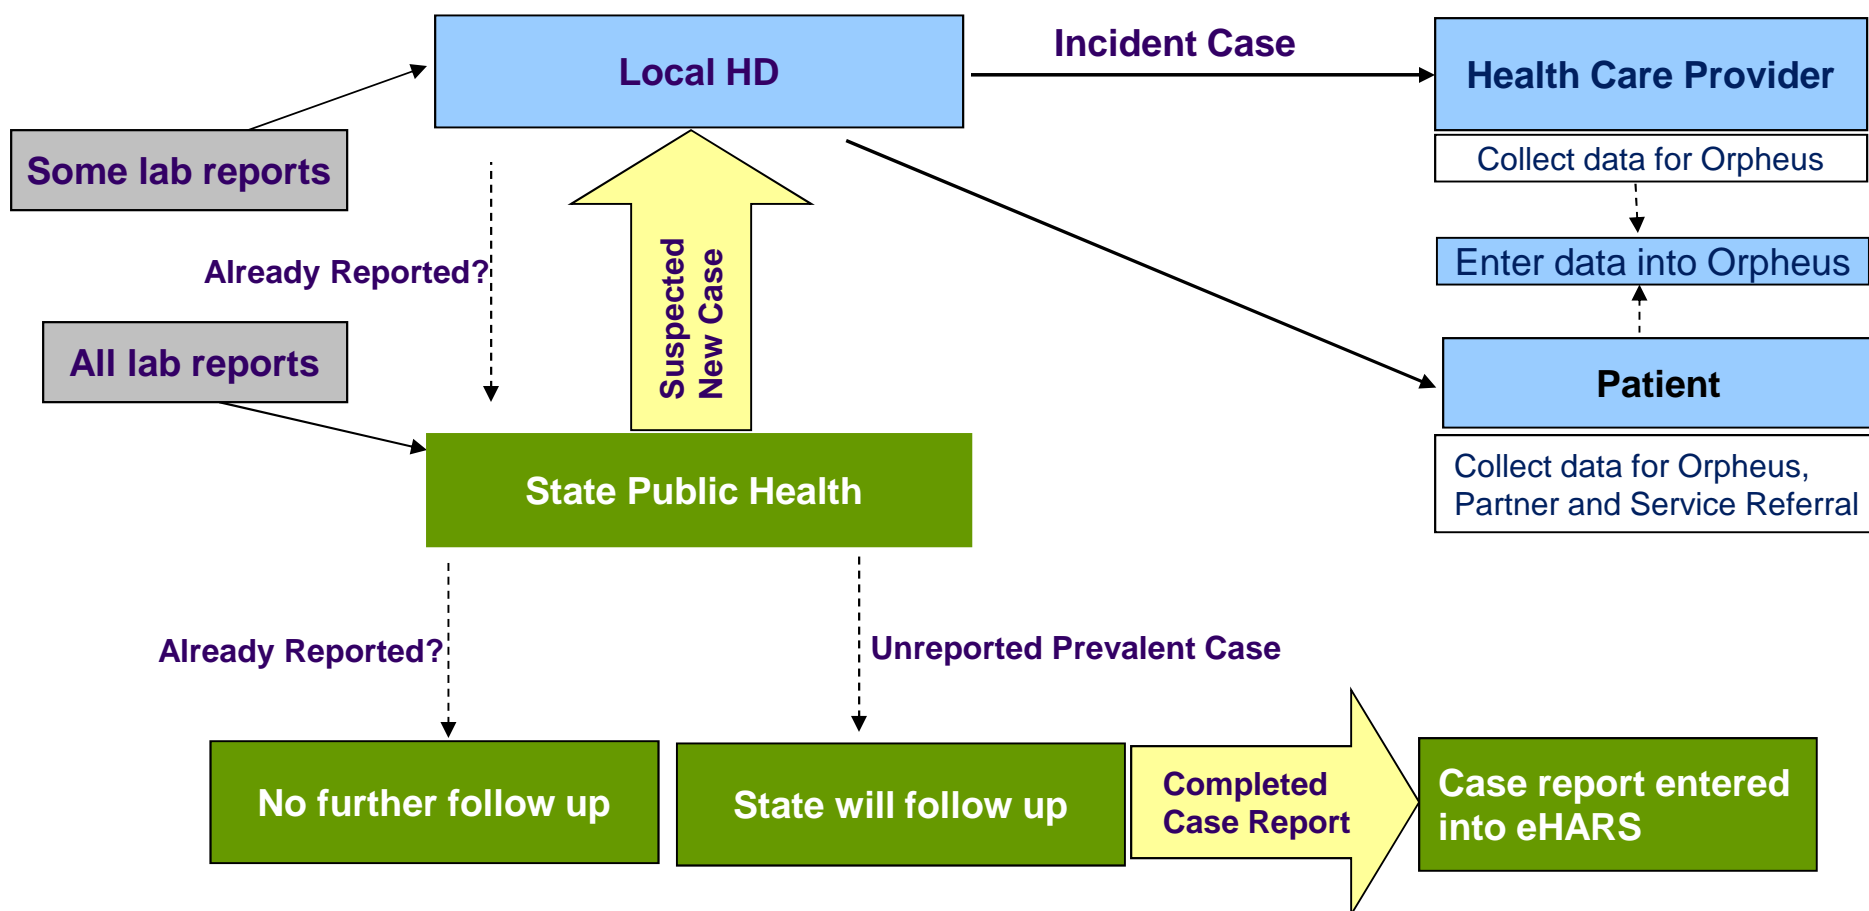 Local HD
Incident Case
Health Care Provider
Collect data for Orpheus
Some lab reports
Already Reported?
Suspected
New Case
Enter data into Orpheus
All lab reports
Patient
Collect data for Orpheus,
Partner and Service Referral
State Public Health
Already Reported?
Unreported Prevalent Case
No further follow up
State will follow up
Completed
Case Report
Case report entered
into eHARS